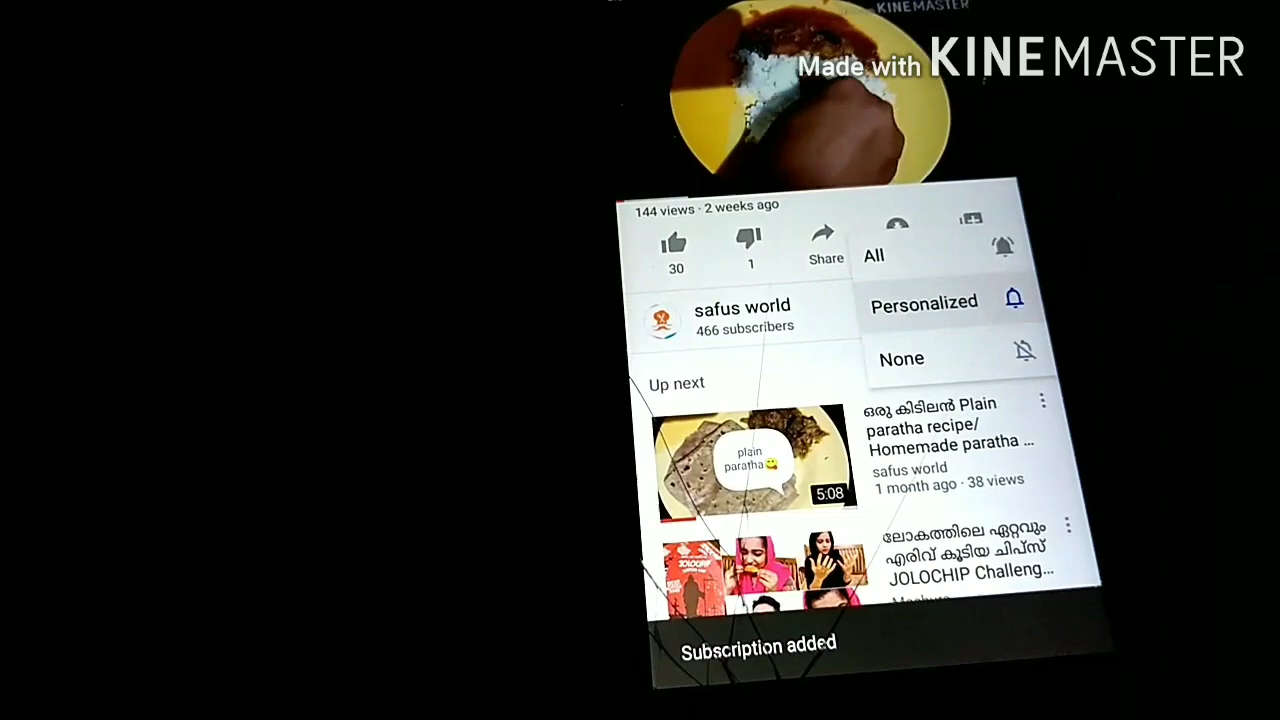 KINEMASTER
Made with KINEMASTER
144 views · 2 weeks ago
30
1
Share
All
Personalized
None
safus world
466 subscribers
Up next
plain
paratha😋
5:08
ഒരു കിടിലൻ Plain
paratha recipe/
Homemade paratha ...
safus world
1 month ago · 38 views
ലോകത്തിലെ ഏറ്റവും
എരിവ് കൂടിയ ചിപ്സ്
JOLOCHIP Challeng...
JOLOCHIP
Subscription added